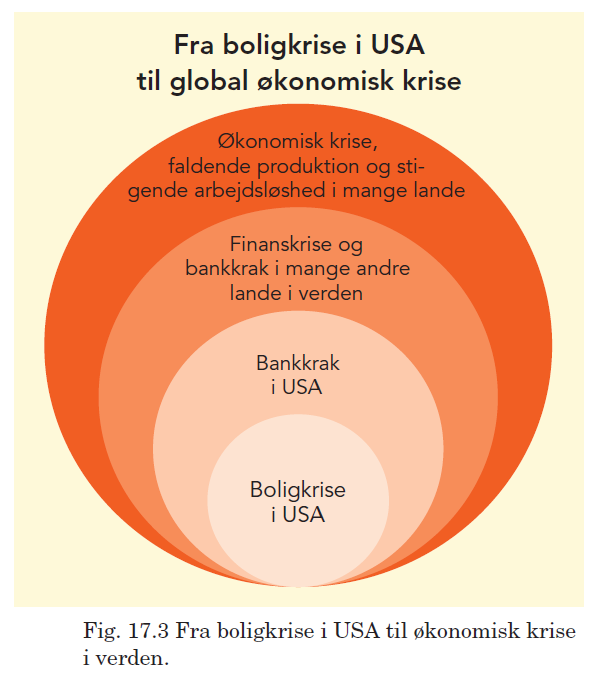 Fra boligkrise i USA
til global økonomisk krise
Økonomisk krise,
faldende produktion og sti-
gende arbejdsløshed i mange lande
Finanskrise og
bankkrak i mange andre
lande i verden
Bankkrak
i USA
Boligkrise
i USA
Fig. 17.3 Fra boligkrise i USA til økonomisk krise
i verden.